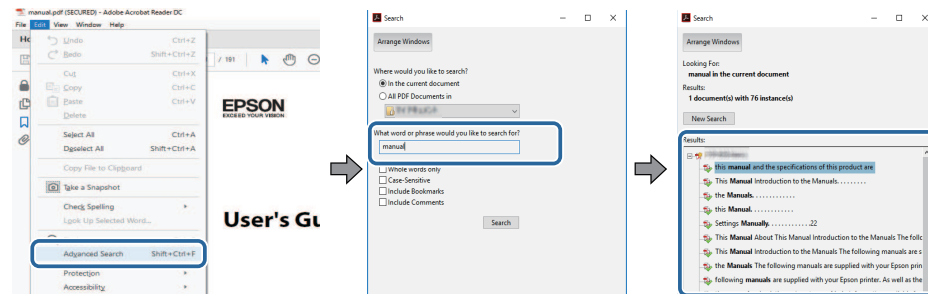 manual.pdf (SECURED) - Adobe Acrobat Reader DC
File Edit View Window Help
Undo Ctrl+Z
Redo Shift+Ctrl+Z
Cut Ctrl+X
Copy Ctrl+C
Paste Ctrl+V
Delete
Select All Ctrl+A
Deselect All Shift+Ctrl+A
Copy File to Clipboard
Take a Snapshot
Check Spelling
Look Up Selected Word...
Advanced Search Shift+Ctrl+F
Protection
Accessibility
/ 191
EPSON
EXCEED YOUR VISION
User's Gu
Search
Arrange Windows
Where would you like to search?
In the current document
All PDF Documents in
What word or phrase would you like to search for?
manual
Whole words only
Case-Sensitive
Include Bookmarks
Include Comments
Search
Search
Arrange Windows
Looking For:
manual in the current document
Results:
1 document(s) with 76 instance(s)
New Search
Results:
this manual and the specifications of this product are
This Manual Introduction to the Manuals. . . . . . . . .
the Manuals. . . . . . . . . . . .
this Manual. . . . . . . . . . . .
Settings Manually. . . . . . . . . . . . .22
This Manual About This Manual Introduction to the Manuals The follc
This Manual Introduction to the Manuals The following manuals are s
the Manuals The following manuals are supplied with your Epson prin
following manuals are supplied with your Epson printer. As well as the